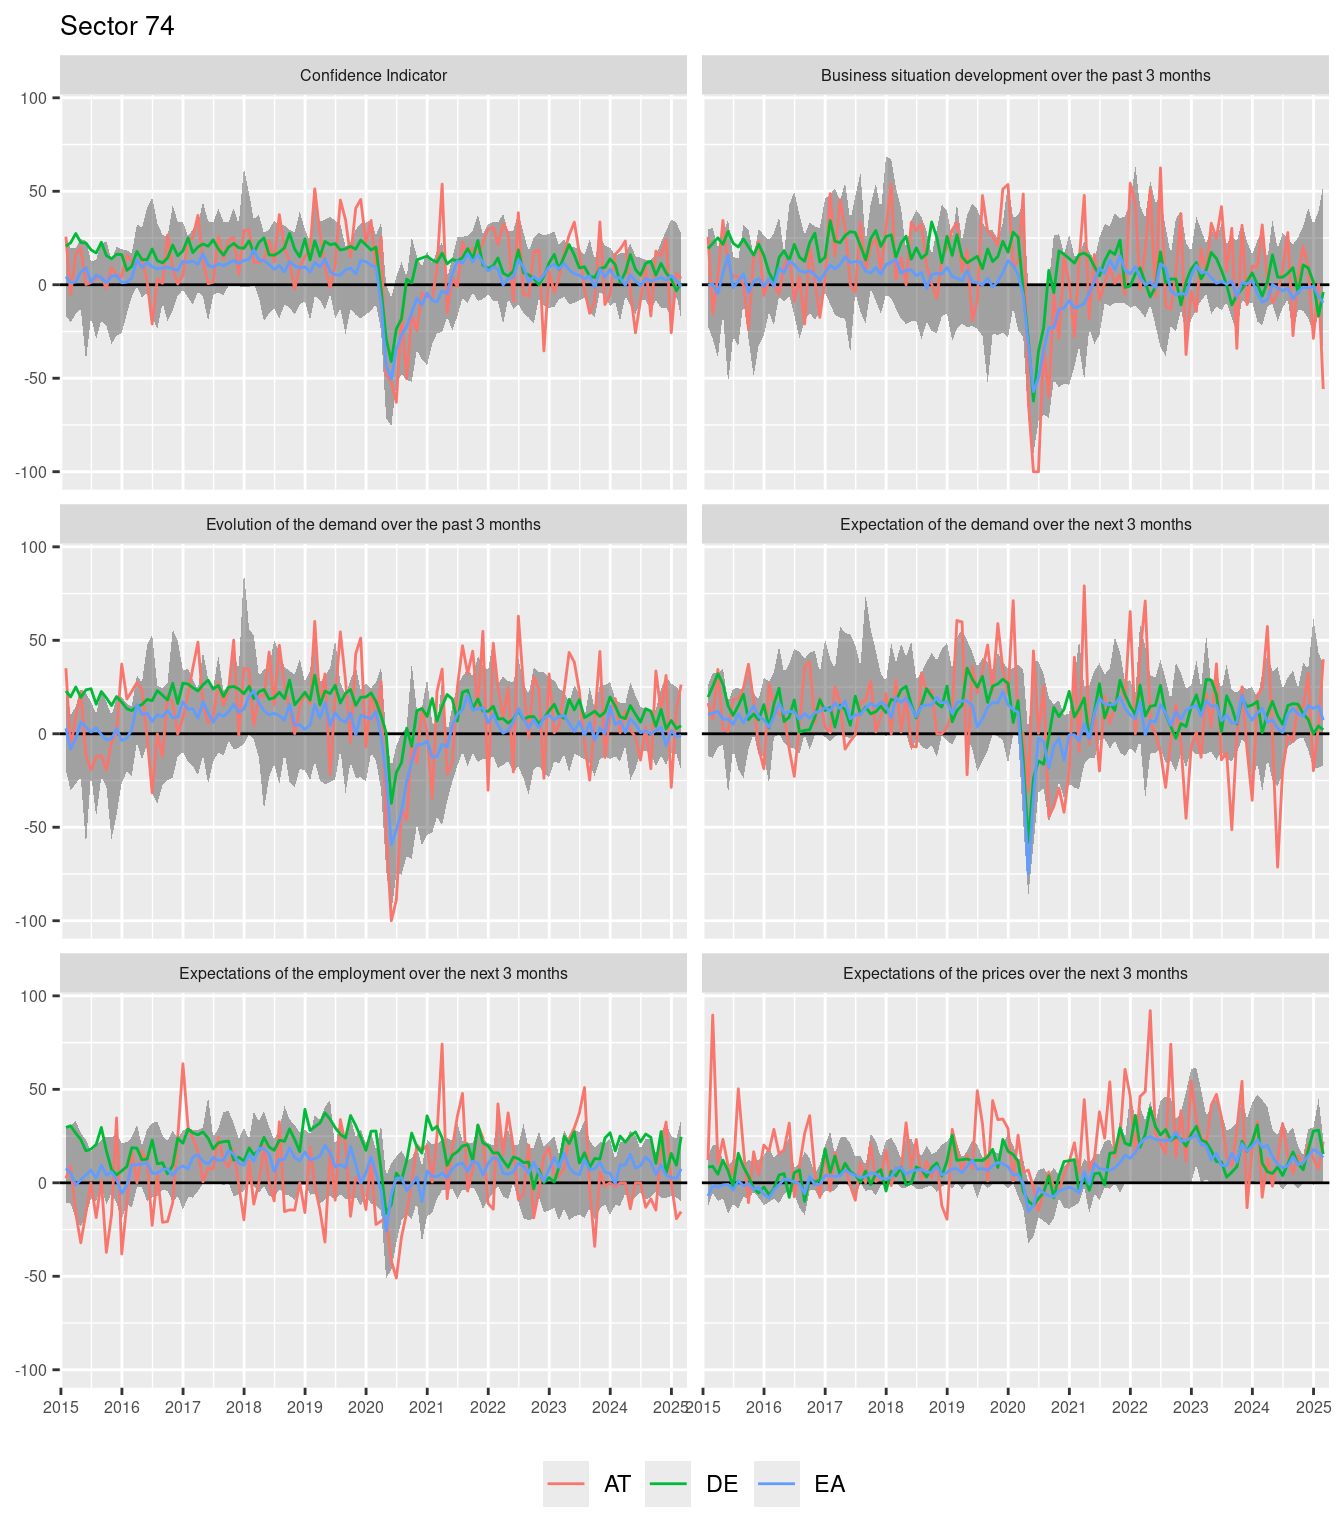 Sector 74
Confidence Indicator
Business situation development over the past 3 months
100
50
0
-50
-100
Evolution of the demand over the past 3 months
Expectation of the demand over the next 3 months
100
50
0
-50
-100
Expectations of the employment over the next 3 months
Expectations of the prices over the next 3 months
100
50
0
-50
-100
2015 2016 2017 2018 2019 2020 2021 2022 2023 2024 2025
2015 2016 2017 2018 2019 2020 2021 2022 2023 2024 2025
AT DE EA